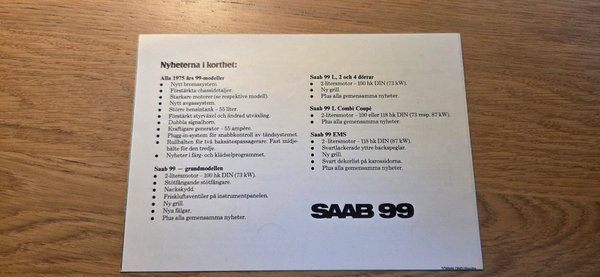 Nyheterna i korthet:
Alla 1975 års 99-modeller
● Nytt bromssystem.
● Förstärkta chassidetaljer.
● Starkare motorer (se respektive modell).
● Nytt avgassystem.
● Större bensintank – 55 liter.
● Förstärkt styrväxel och ändrad utväxling.
● Dubbla signalhorn.
● Kraftigare generator – 55 ampère.
● Plugg-in-system för snabbkontroll av tändsystemet.
● Rullbälten för två baksätespassagerare. Fast midje-
bälte för den tredje.
● Nyheter i färg- och klädselprogrammet.
Saab 99 — grundmodellen
● 2-litersmotor – 100 hk DIN (73 kW).
● Stötfångande stötfångare.
● Nackskydd.
● Friskluftsventiler på instrumentpanelen.
● Ny grill.
● Nya fälgar.
● Plus alla gemensamma nyheter.
Saab 99 L, 2 och 4 dörrar
● 2-litersmotor – 100 hk DIN (73 kW).
● Ny grill.
● Plus alla gemensamma nyheter.
Saab 99 L Combi Coupé
● 2-litersmotor – 100 eller 118 hk DIN (73 resp. 87 kW).
● Plus alla gemensamma nyheter.
Saab 99 EMS
● 2-litersmotor – 118 hk DIN (87 kW).
● Svartlackerade yttre backspeglar.
● Ny grill.
● Svart dekorlist på karossidorna.
● Plus alla gemensamma nyheter.
SAAB 99